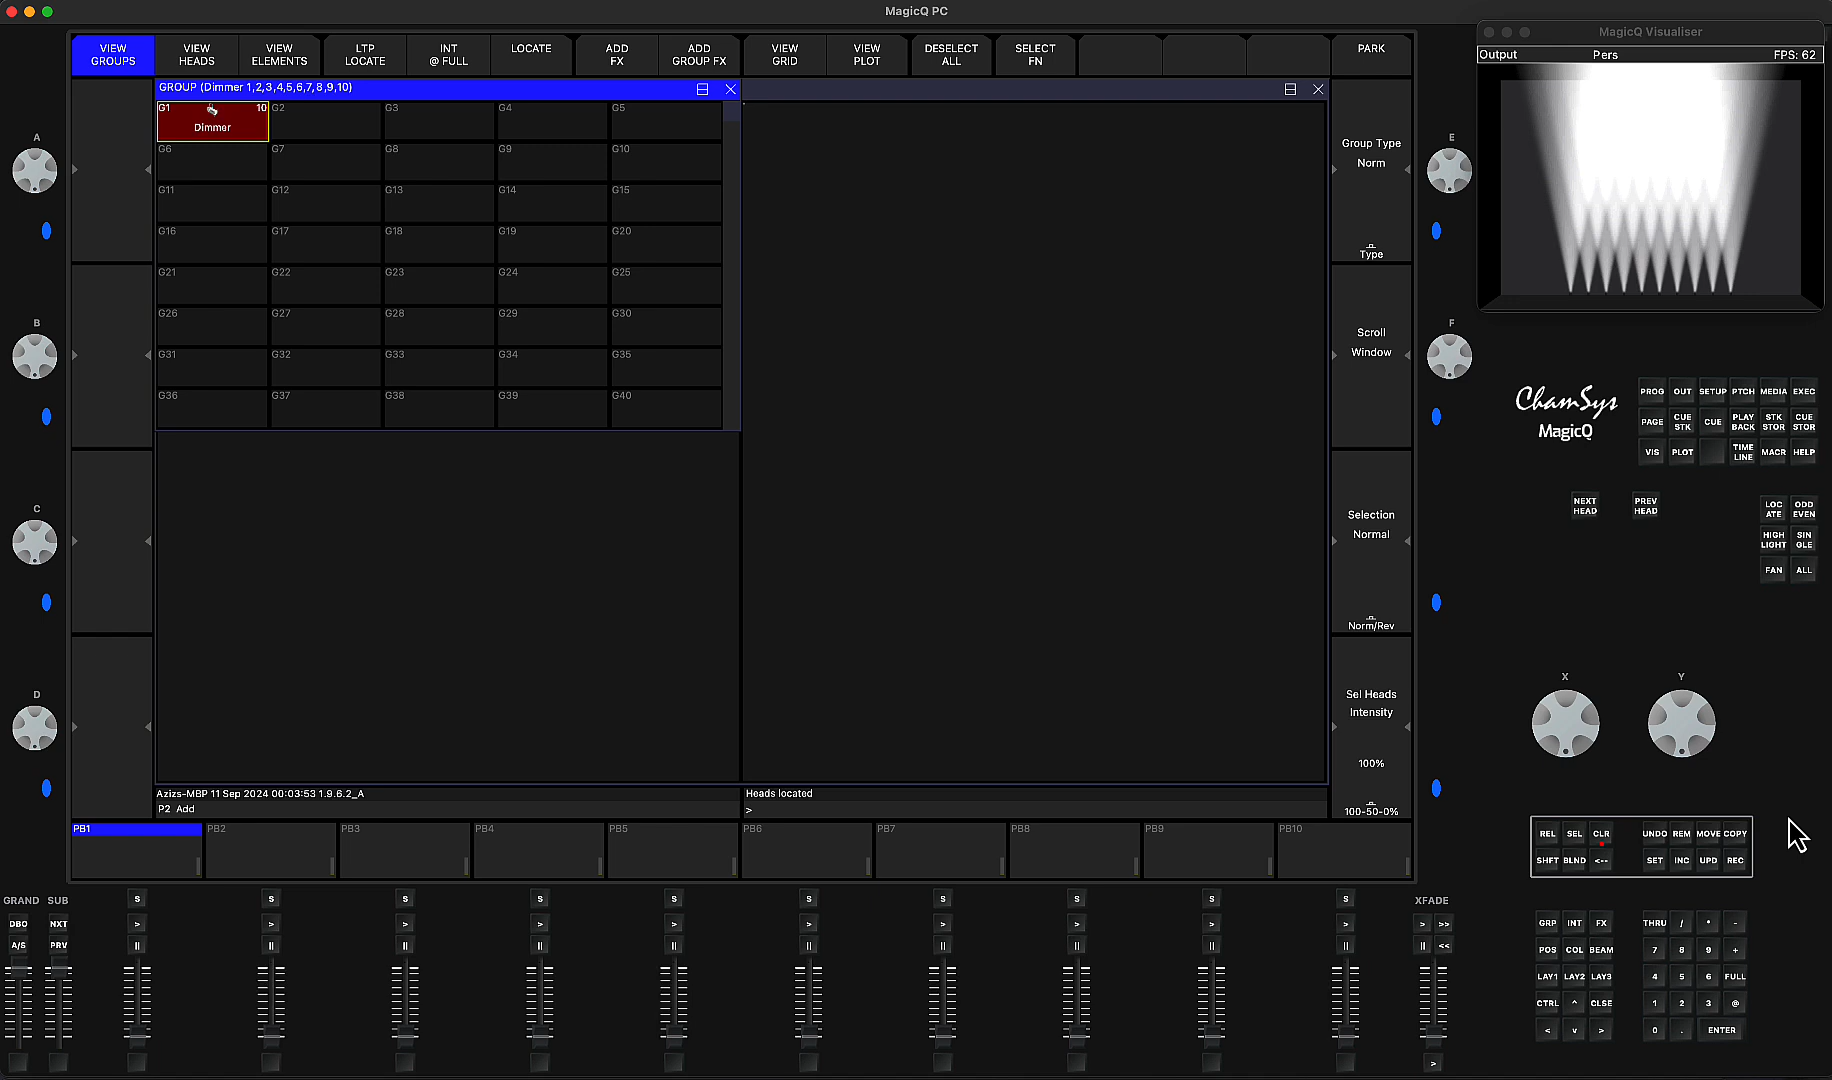 MagicQ PC
VIEW GROUPS
VIEW HEADS
VIEW ELEMENTS
LTP LOCATE
INT @ FULL
LOCATE
ADD FX
ADD GROUP FX
VIEW GRID
VIEW PLOT
DESELECT ALL
SELECT FN
PARK
GROUP (Dimmer 1,2,3,4,5,6,7,8,9,10)
G1 10 Dimmer
G2 G3 G4 G5
G6 G7 G8 G9 G10
G11 G12 G13 G14 G15
G16 G17 G18 G19 G20
G21 G22 G23 G24 G25
G26 G27 G28 G29 G30
G31 G32 G33 G34 G35
G36 G37 G38 G39 G40
A
B
C
D
Group Type
Norm
Type
Scroll
Window
Selection
Normal
Norm/Rev
Sel Heads
Intensity
100%
100-50-0%
E
F
Azizs-MBP 11 Sep 2024 00:03:53 1.9.6.2_A
P2 Add
Heads located
>
PB1 PB2 PB3 PB4 PB5 PB6 PB7 PB8 PB9 PB10
GRAND SUB
DBO NXT
A/S PRV
S S S S S S S S S S
> > > > > > > > > >
|| || || || || || || || || ||
XFADE
> >>
|| <<
>
MagicQ Visualiser
Output Pers FPS: 62
ChamSys
MagicQ
PROG OUT SETUP PTCH MEDIA EXEC
PAGE CUE STK CUE PLAY BACK STK STOR CUE STOR
VIS PLOT TIME LINE MACR HELP
NEXT HEAD PREV HEAD
LOC ATE ODD EVEN
HIGH LIGHT SIN GLE
FAN ALL
X Y
REL SEL CLR UNDO REM MOVE COPY
SHFT BLND <-- SET INC UPD REC
GRP INT FX THRU / * -
POS COL BEAM 7 8 9 +
LAY1 LAY2 LAY3 4 5 6 FULL
CTRL ^ CLSE 1 2 3 @
< v > 0 . ENTER